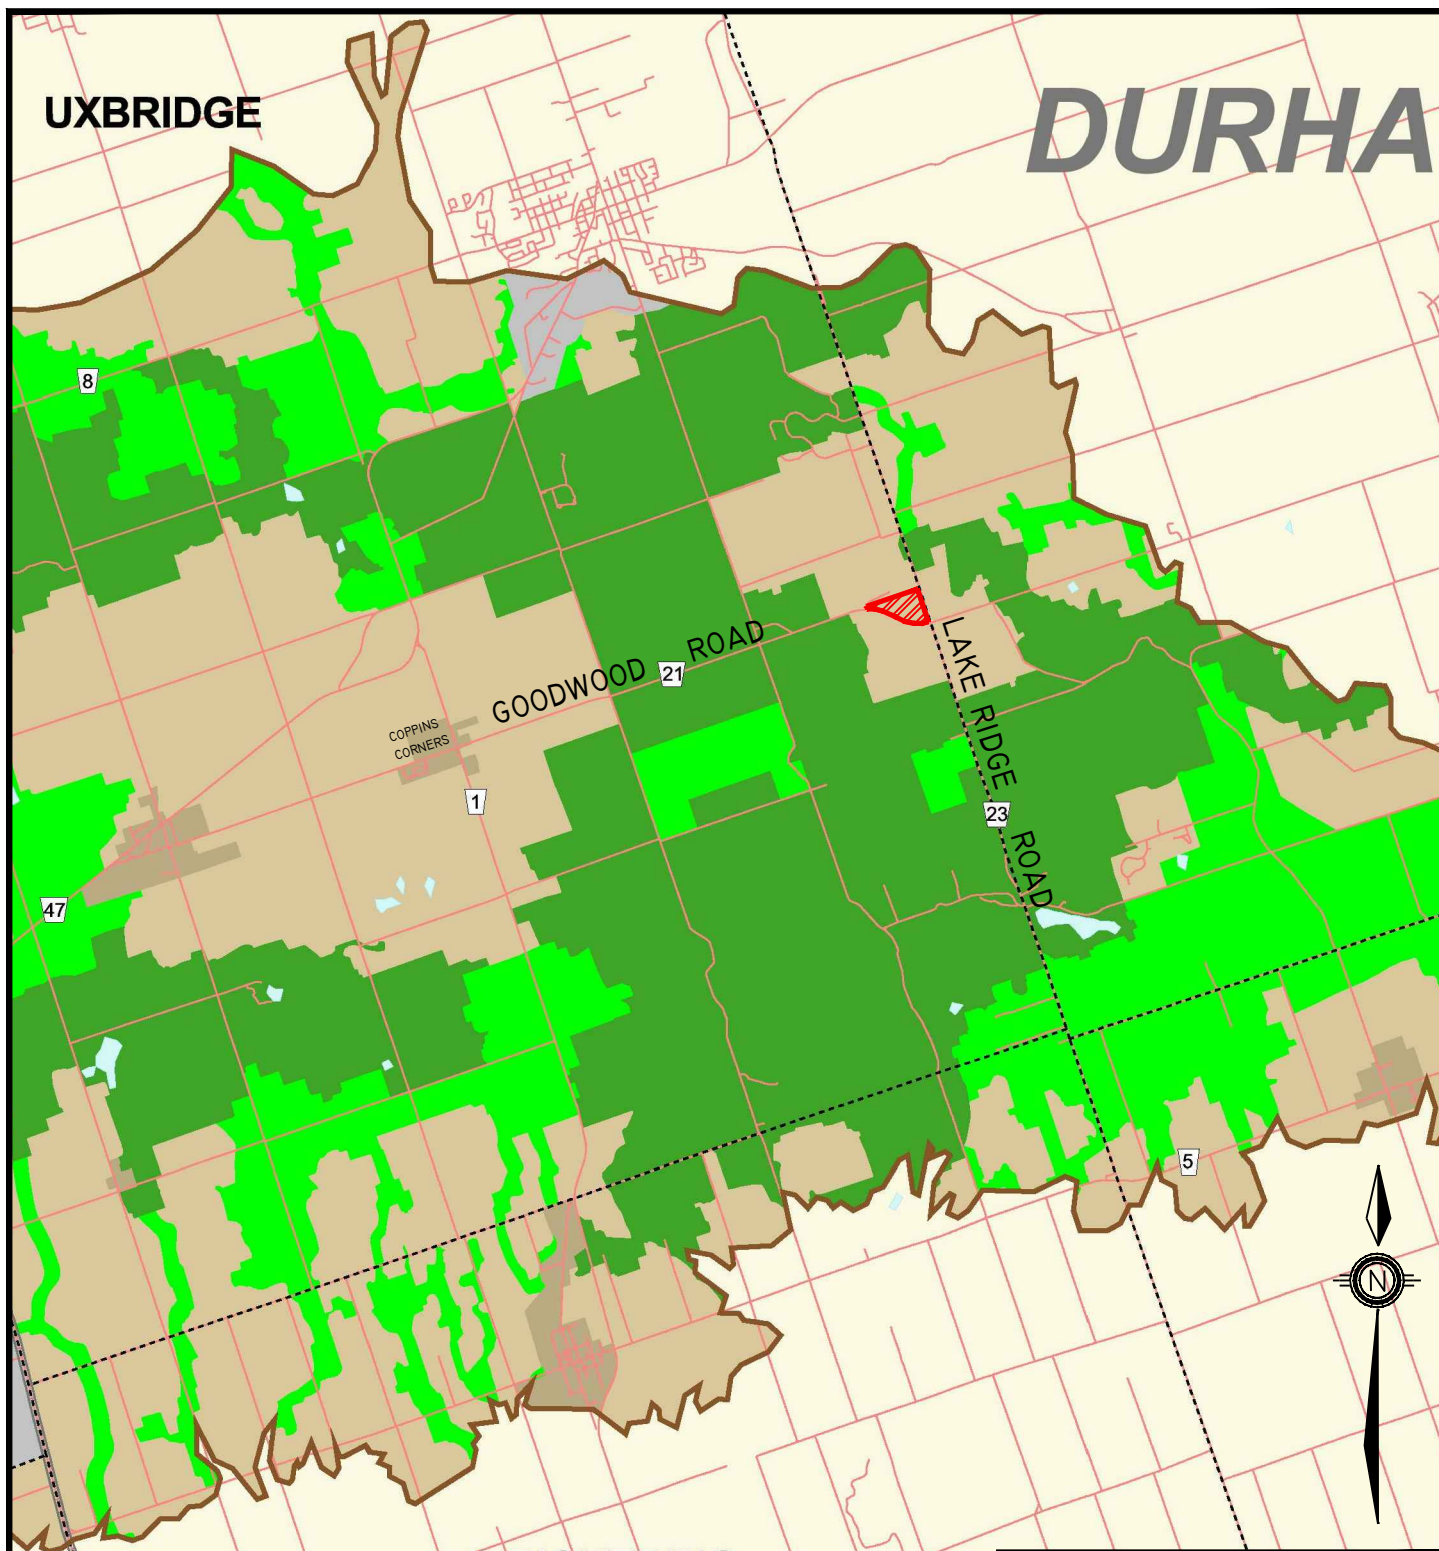 UXBRIDGE
DURHA
8
GOODWOOD ROAD
21
LAKE RIDGE ROAD
COPPINS
CORNERS
1
23
47
5
N